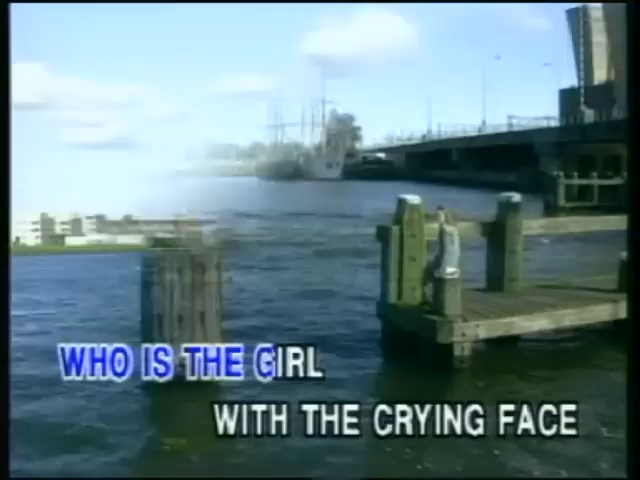 WHO IS THE GIRL
WITH THE CRYING FACE